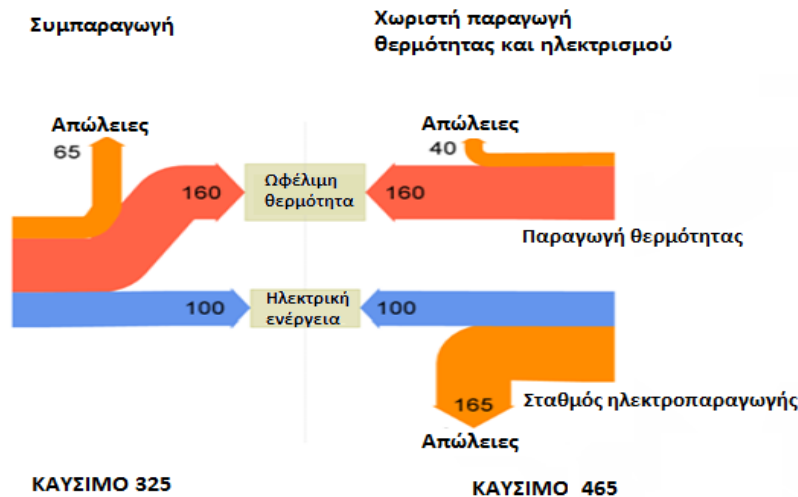 Συμπαραγωγή
Χωριστή παραγωγή
θερμότητας και ηλεκτρισμού
Απώλειες
65
Απώλειες
40
160
Ωφέλιμη
θερμότητα
160
Παραγωγή θερμότητας
100
Ηλεκτρική
ενέργεια
100
165
Σταθμός ηλεκτροπαραγωγής
Απώλειες
ΚΑΥΣΙΜΟ 325
ΚΑΥΣΙΜΟ 465